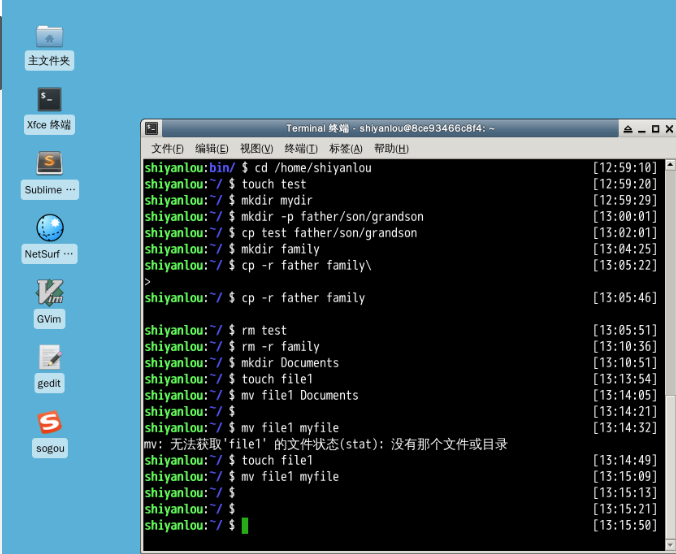 主文件夹
Xfce 终端
Sublime ···
NetSurf ···
GVim
gedit
sogou
Terminal 终端 - shiyanlou@8ce93466c8f4: ~
文件(F) 编辑(E) 视图(V) 终端(T) 标签(A) 帮助(H)
shiyanlou:bin/ $ cd /home/shiyanlou [12:59:10]
shiyanlou:~/ $ touch test [12:59:20]
shiyanlou:~/ $ mkdir mydir [12:59:29]
shiyanlou:~/ $ mkdir -p father/son/grandson [13:00:01]
shiyanlou:~/ $ cp test father/son/grandson [13:02:01]
shiyanlou:~/ $ mkdir family [13:04:25]
shiyanlou:~/ $ cp -r father family\ [13:05:22]
>
shiyanlou:~/ $ cp -r father family [13:05:46]
shiyanlou:~/ $ rm test [13:05:51]
shiyanlou:~/ $ rm -r family [13:10:36]
shiyanlou:~/ $ mkdir Documents [13:10:51]
shiyanlou:~/ $ touch file1 [13:13:54]
shiyanlou:~/ $ mv file1 Documents [13:14:05]
shiyanlou:~/ $ [13:14:21]
shiyanlou:~/ $ mv file1 myfile [13:14:32]
mv: 无法获取'file1' 的文件状态(stat): 没有那个文件或目录
shiyanlou:~/ $ touch file1 [13:14:49]
shiyanlou:~/ $ mv file1 myfile [13:15:09]
shiyanlou:~/ $ [13:15:13]
shiyanlou:~/ $ [13:15:21]
shiyanlou:~/ $ [13:15:50]